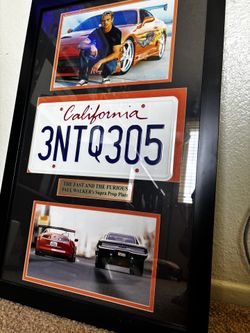 California
3NTQ305
THE FAST AND THE FURIOUS
PAUL WALKER's Supra Prop Plate